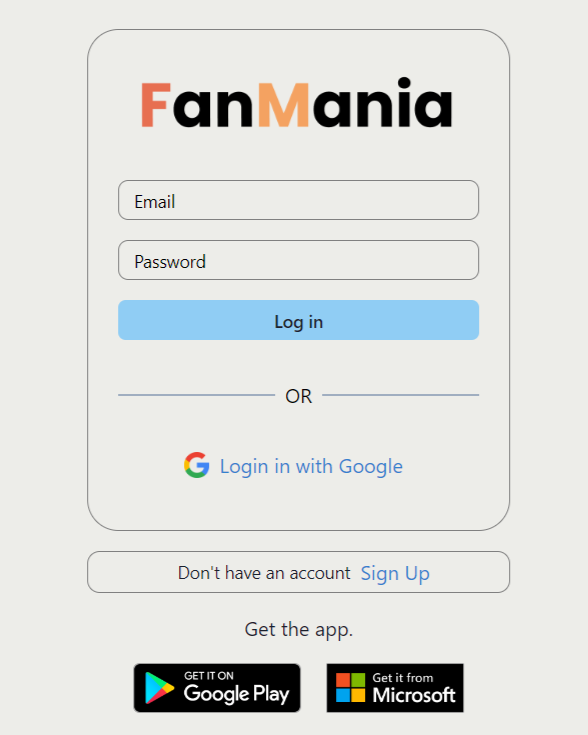 FanMania
Email
Password
Log in
OR
Login in with Google
Don't have an account Sign Up
Get the app.
GET IT ON
Google Play
Get it from
Microsoft